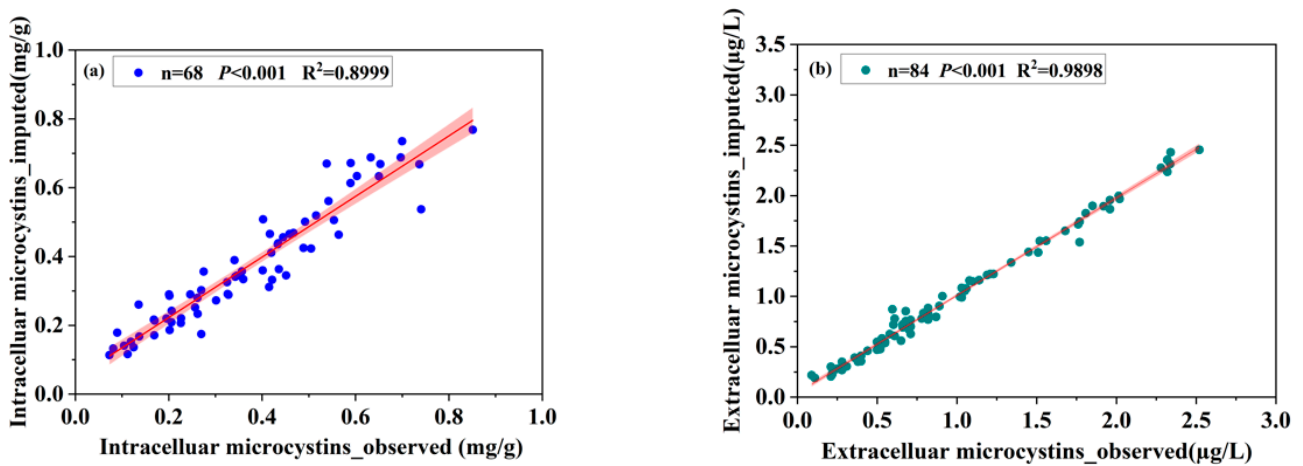 Intracelluar microcystins_imputed(mg/g)
1.0
0.8
0.6
0.4
0.2
0.0
(a) n=68 P<0.001 R²=0.8999
0.0 0.2 0.4 0.6 0.8 1.0
Intracelluar microcystins_observed (mg/g)
Extracelluar microcystins_imputed(μg/L)
3.5
3.0
2.5
2.0
1.5
1.0
0.5
0.0
(b) n=84 P<0.001 R²=0.9898
0.0 0.5 1.0 1.5 2.0 2.5 3.0
Extracelluar microcystins_observed(μg/L)